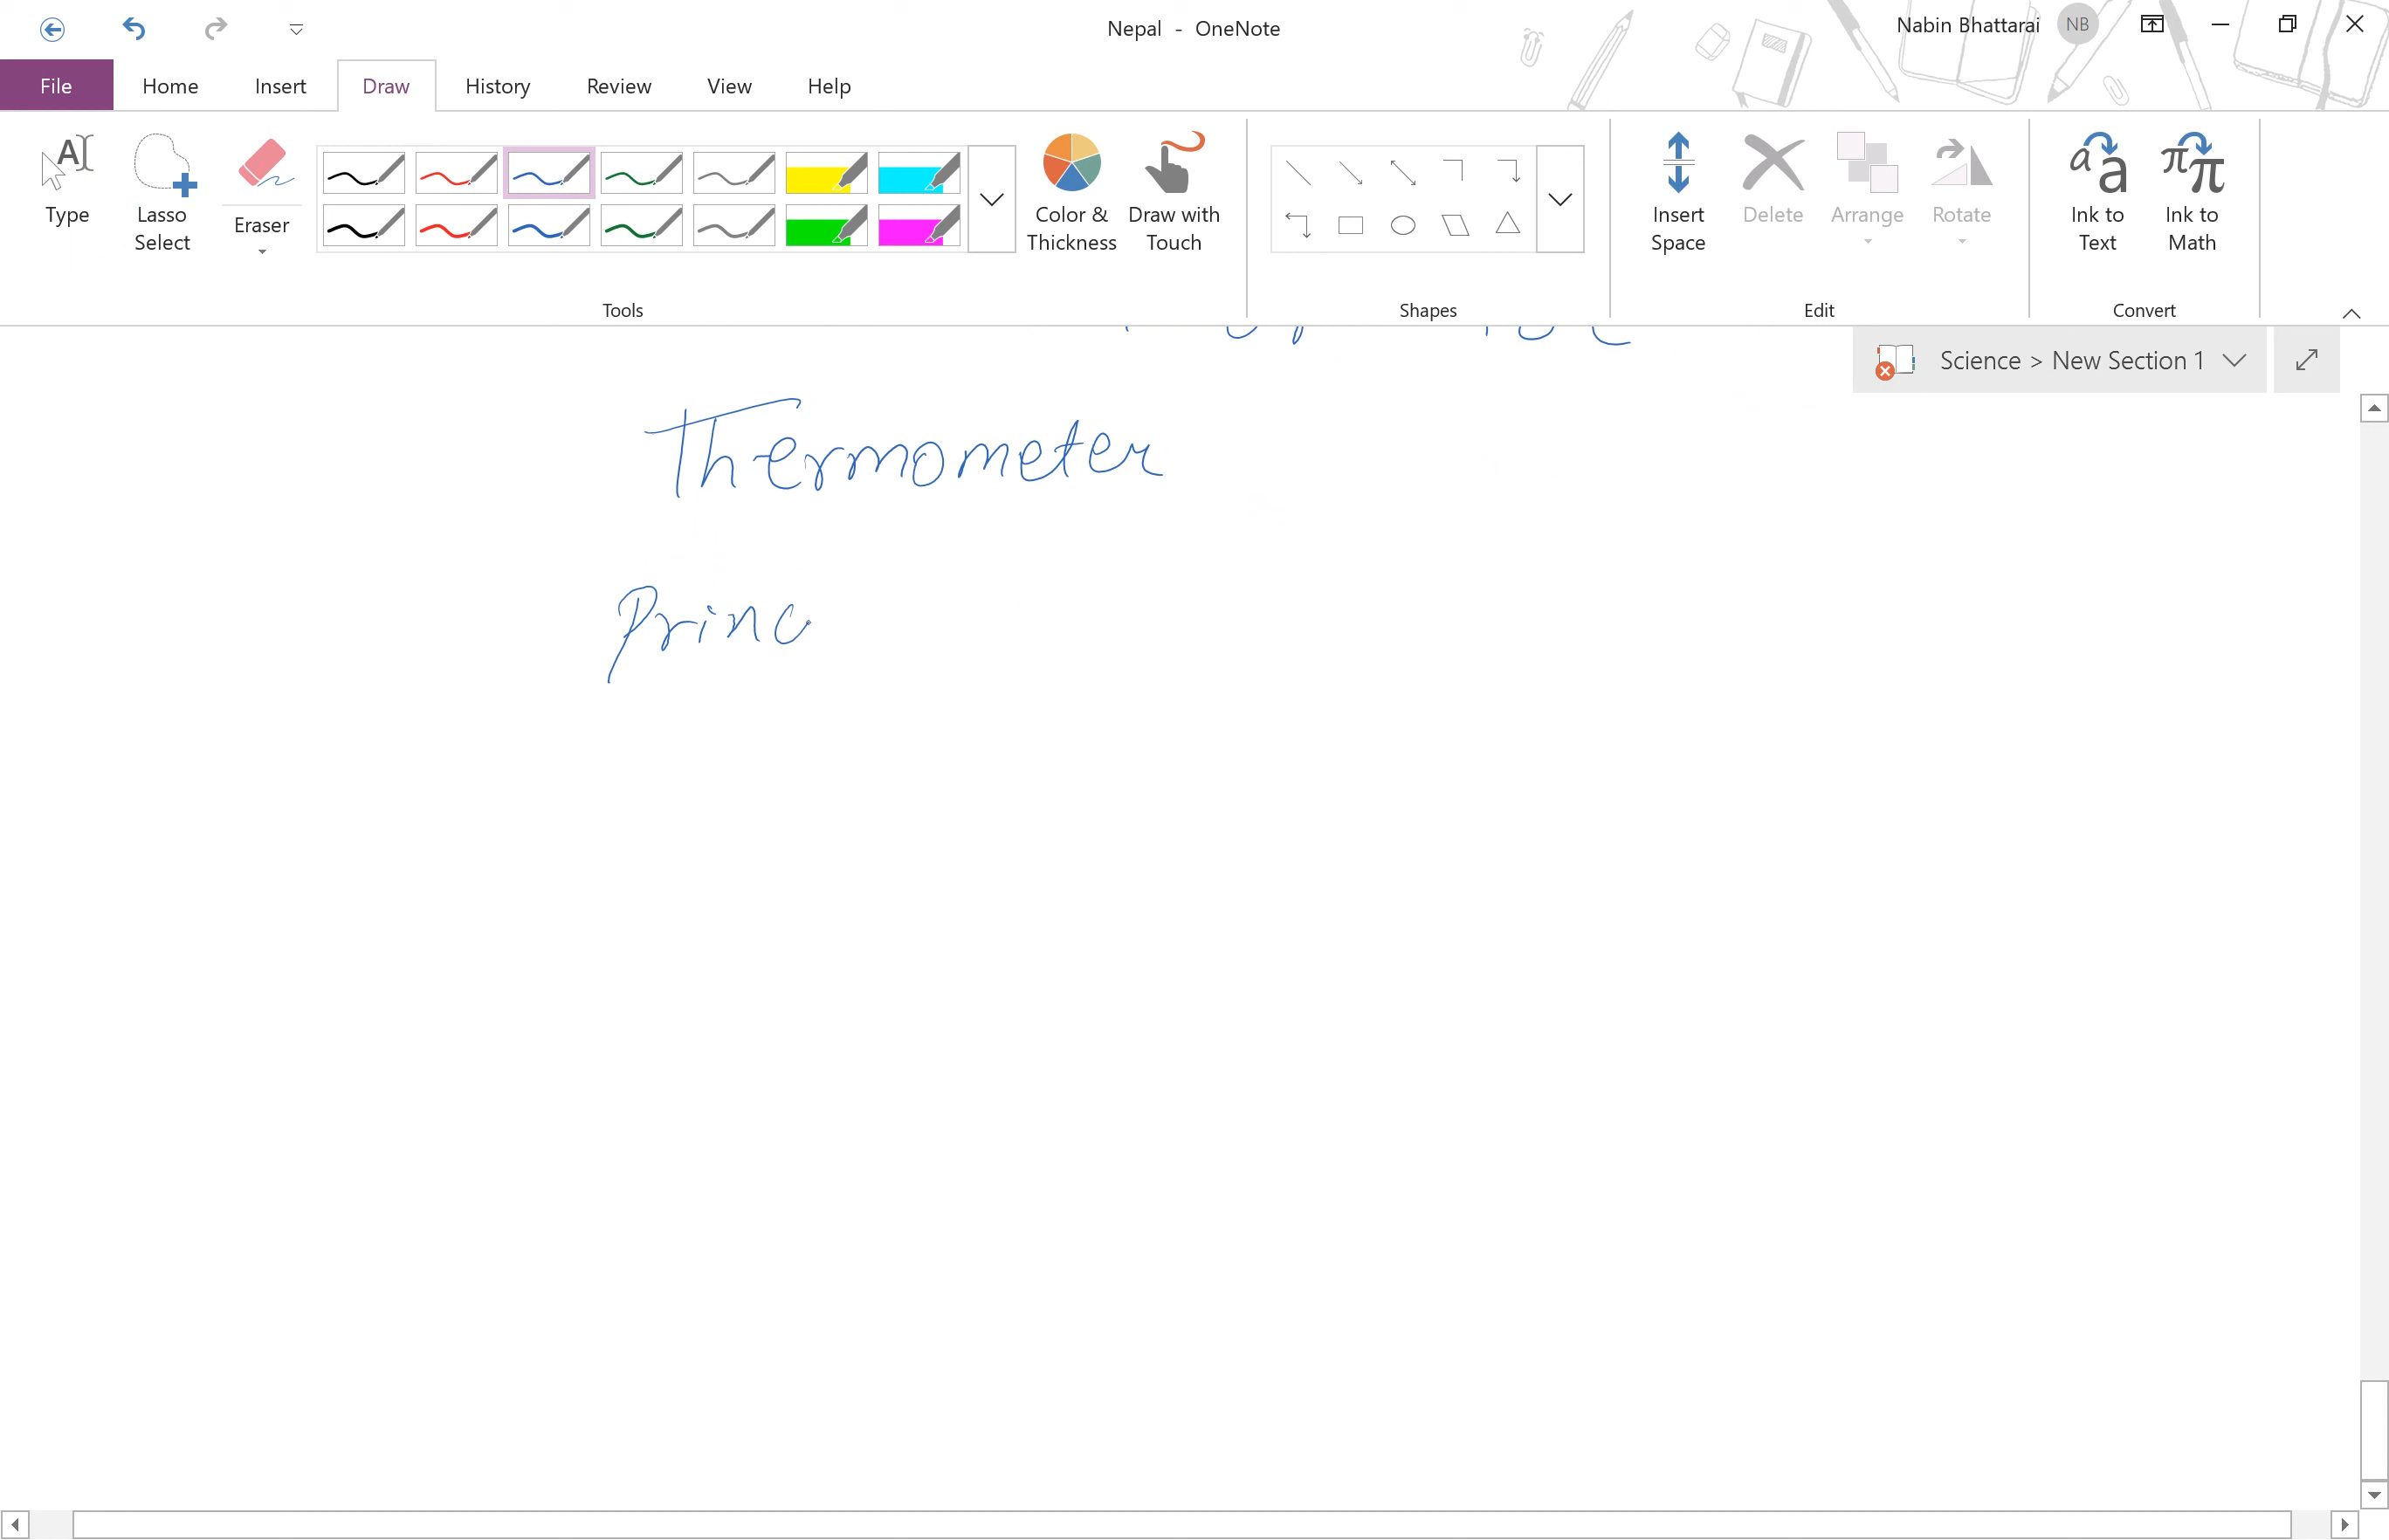 Nepal - OneNote
Nabin Bhattarai NB
File Home Insert Draw History Review View Help
Type
Lasso Select
Eraser
Color & Thickness
Draw with Touch
Insert Space
Delete
Arrange
Rotate
Ink to Text
Ink to Math
Tools Shapes Edit Convert
Science > New Section 1
Thermometer
Princ